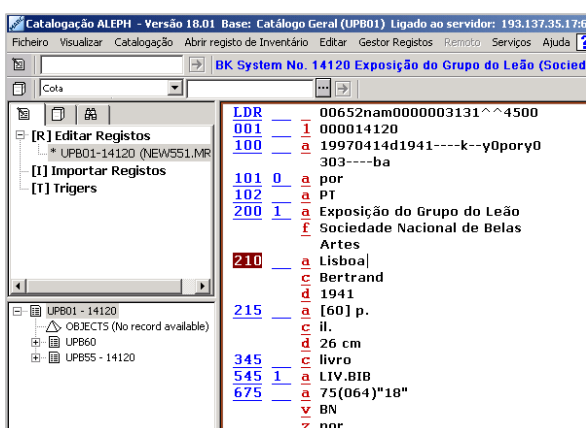 Catalogação ALEPH - Versão 18.01 Base: Catálogo Geral (UPB01) Ligado ao servidor: 193.137.35.17:6
Ficheiro Visualizar Catalogação Abrir registo de Inventário Editar Gestor Registos Remoto Serviços Ajuda ?
BK System No. 14120 Exposição do Grupo do Leão (Socied
Cota ...
[R] Editar Registos
* UPB01-14120 (NEW551.MR
[I] Importar Registos
[T] Trigers
UPB01 - 14120
OBJECTS (No record available)
UPB60
UPB55 - 14120
LDR 00652nam0000003131^^4500
001 1 000014120
100 a 19970414d1941----k--y0pory0
303----ba
101 0 a por
102 a PT
200 1 a Exposição do Grupo do Leão
f Sociedade Nacional de Belas
Artes
210 a Lisboa
c Bertrand
d 1941
215 a [60] p.
c il.
d 26 cm
345 c livro
545 1 a LIV.BIB
675 a 75(064)"18"
v BN
z por